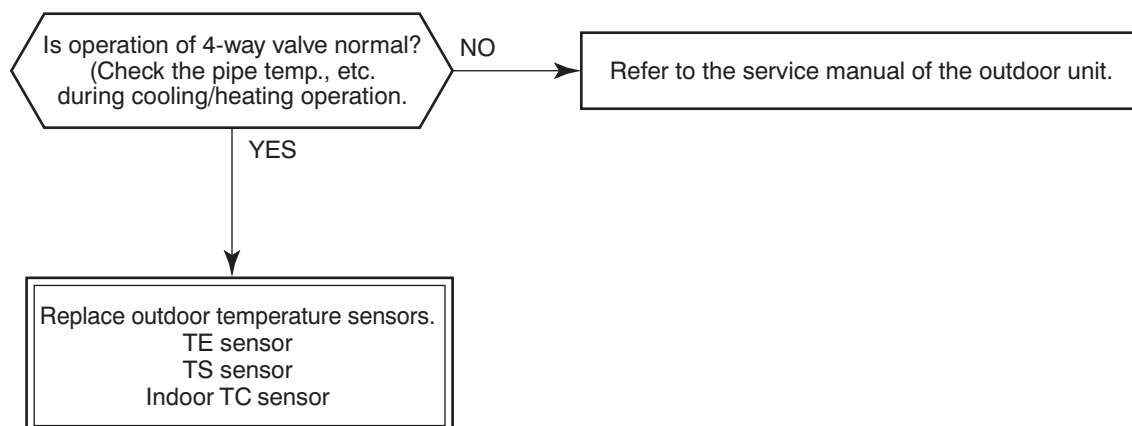 Is operation of 4-way valve normal?
(Check the pipe temp., etc.
during cooling/heating operation.
NO
Refer to the service manual of the outdoor unit.
YES
Replace outdoor temperature sensors.
TE sensor
TS sensor
Indoor TC sensor